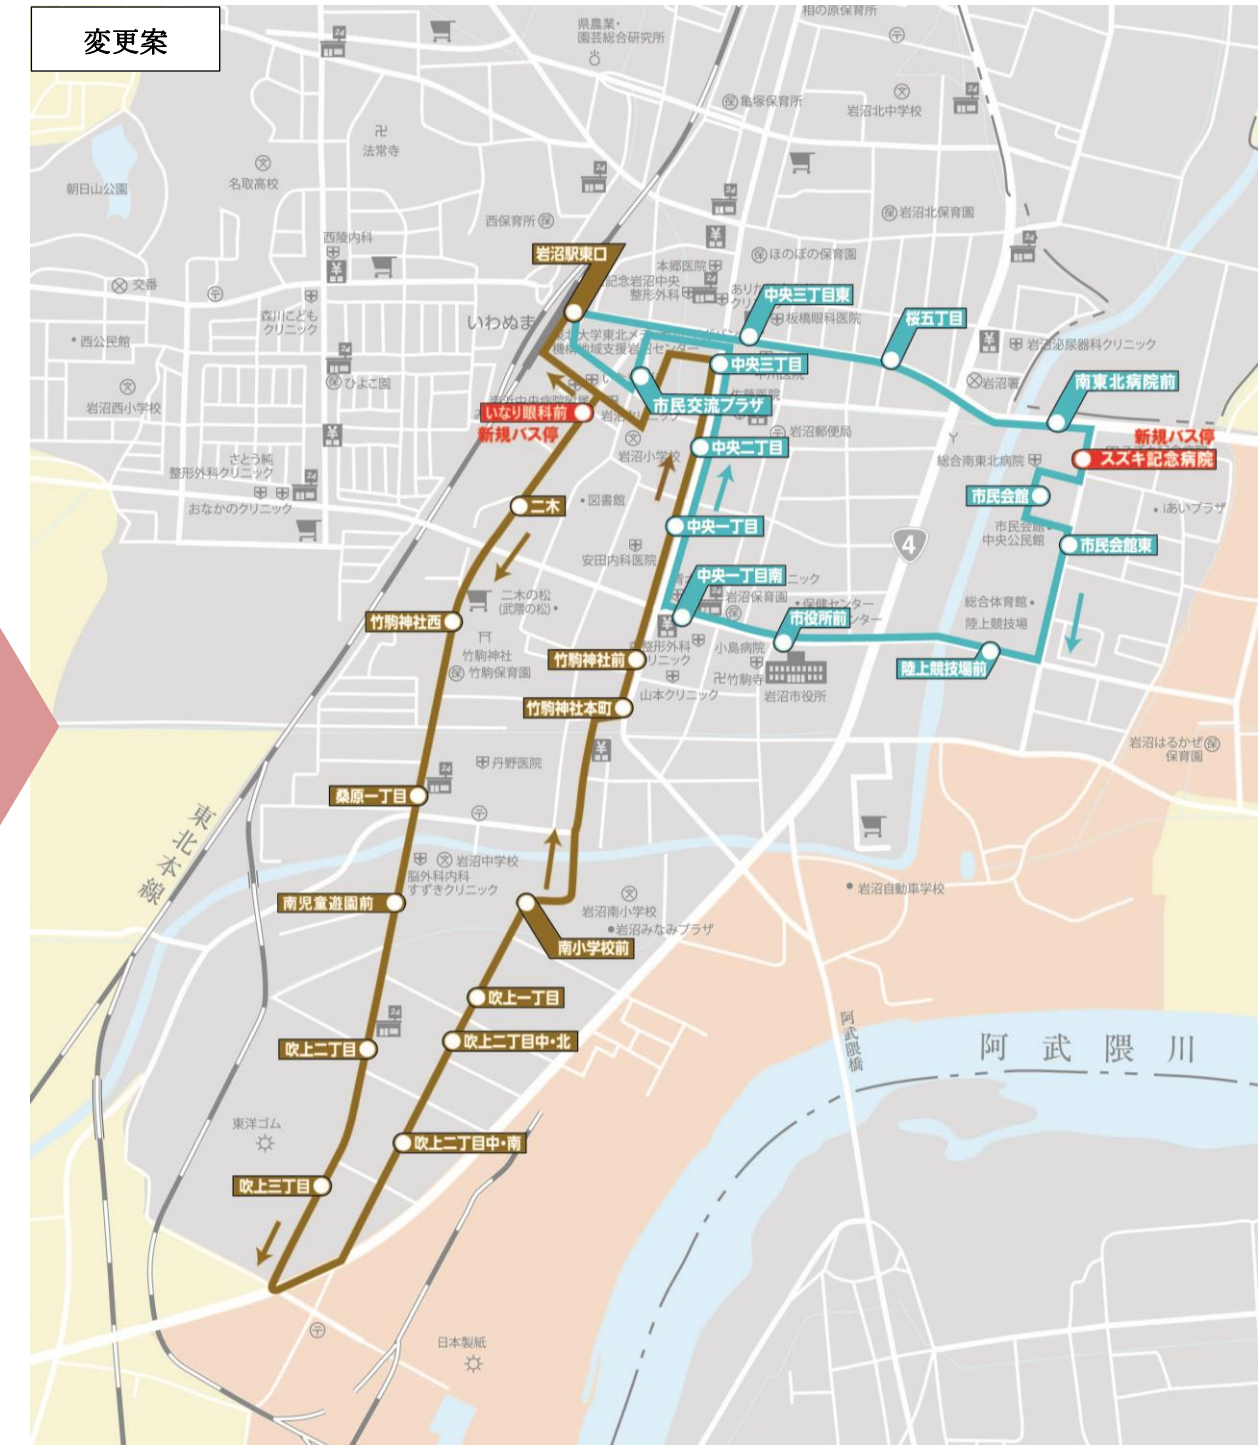 変更案
相の原保育所
県農業・
園芸総合研究所
亀塚保育所
岩沼北中学校
法常寺
名取高校
朝日山公園
西保育所
岩沼北保育園
西陵内科
岩沼駅東口
ほのぼの保育園
本郷医院
記念岩沼中央
整形外科
交番
中央三丁目東
森川こども
クリニック
いわぬま
板橋眼科医院
桜五丁目
西公民館
機構地域支援岩沼センター
岩沼泌尿器科クリニック
中央三丁目
ひよこ園
岩沼署
南東北病院前
岩沼西小学校
市民交流プラザ
いなり眼科前
新規バス停
岩沼郵便局
新規バス停
岩沼小学校
中央二丁目
スズキ記念病院
さとう純
整形外科クリニック
総合南東北病院
おなかのクリニック
図書館
市民会館
iあいプラザ
二木
中央一丁目
市民会館
中央公民館
市民会館東
4
安田内科医院
中央一丁目南
二木の松
(武隈の松)
岩沼保育園
保健センター
総合体育館
陸上競技場
竹駒神社西
市役所前
竹駒神社
竹駒保育園
竹駒神社前
小島病院
陸上競技場前
竹駒寺
山本クリニック
岩沼市役所
竹駒神社本町
岩沼はるかぜ
保育園
丹野医院
桑原一丁目
東北本線
岩沼中学校
脳外科内科
すずきクリニック
岩沼自動車学校
南児童遊園前
岩沼南小学校
岩沼みなみプラザ
南小学校前
吹上一丁目
阿武隈橋
吹上二丁目
吹上二丁目中・北
阿武隈川
東洋ゴム
吹上二丁目中・南
吹上三丁目
日本製紙